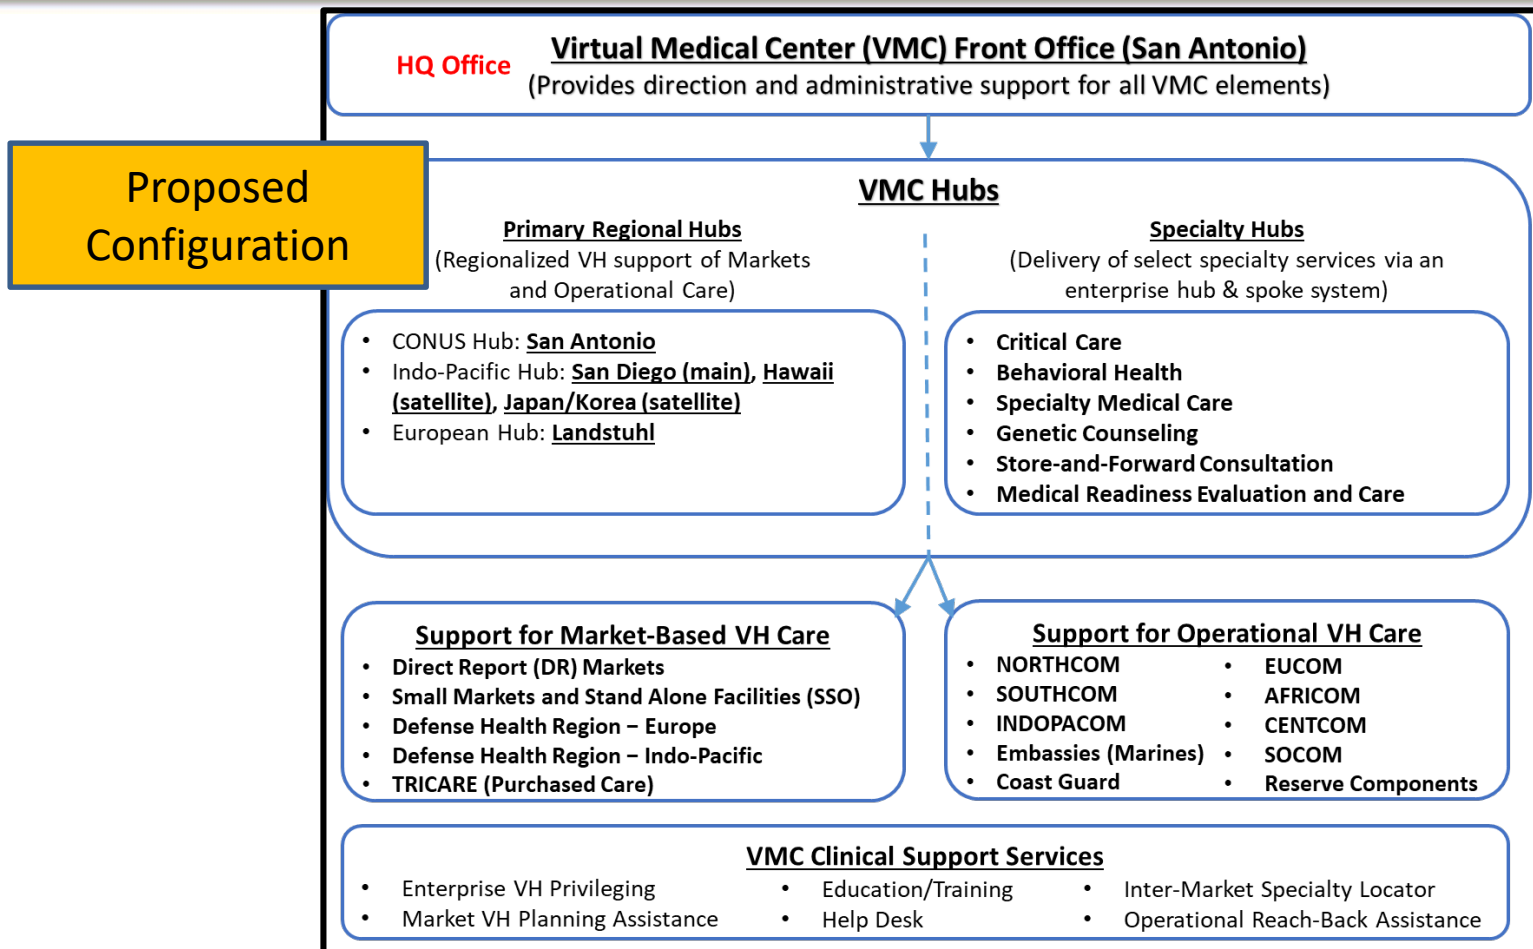 HQ Office
Virtual Medical Center (VMC) Front Office (San Antonio)
(Provides direction and administrative support for all VMC elements)
Proposed
Configuration
VMC Hubs
Primary Regional Hubs
(Regionalized VH support of Markets
and Operational Care)
• CONUS Hub: San Antonio
• Indo-Pacific Hub: San Diego (main), Hawaii
(satellite), Japan/Korea (satellite)
• European Hub: Landstuhl
Specialty Hubs
(Delivery of select specialty services via an
enterprise hub & spoke system)
• Critical Care
• Behavioral Health
• Specialty Medical Care
• Genetic Counseling
• Store-and-Forward Consultation
• Medical Readiness Evaluation and Care
Support for Market-Based VH Care
• Direct Report (DR) Markets
• Small Markets and Stand Alone Facilities (SSO)
• Defense Health Region – Europe
• Defense Health Region – Indo-Pacific
• TRICARE (Purchased Care)
Support for Operational VH Care
• NORTHCOM
• SOUTHCOM
• INDOPACOM
• Embassies (Marines)
• Coast Guard
• EUCOM
• AFRICOM
• CENTCOM
• SOCOM
• Reserve Components
VMC Clinical Support Services
• Enterprise VH Privileging
• Market VH Planning Assistance
• Education/Training
• Help Desk
• Inter-Market Specialty Locator
• Operational Reach-Back Assistance